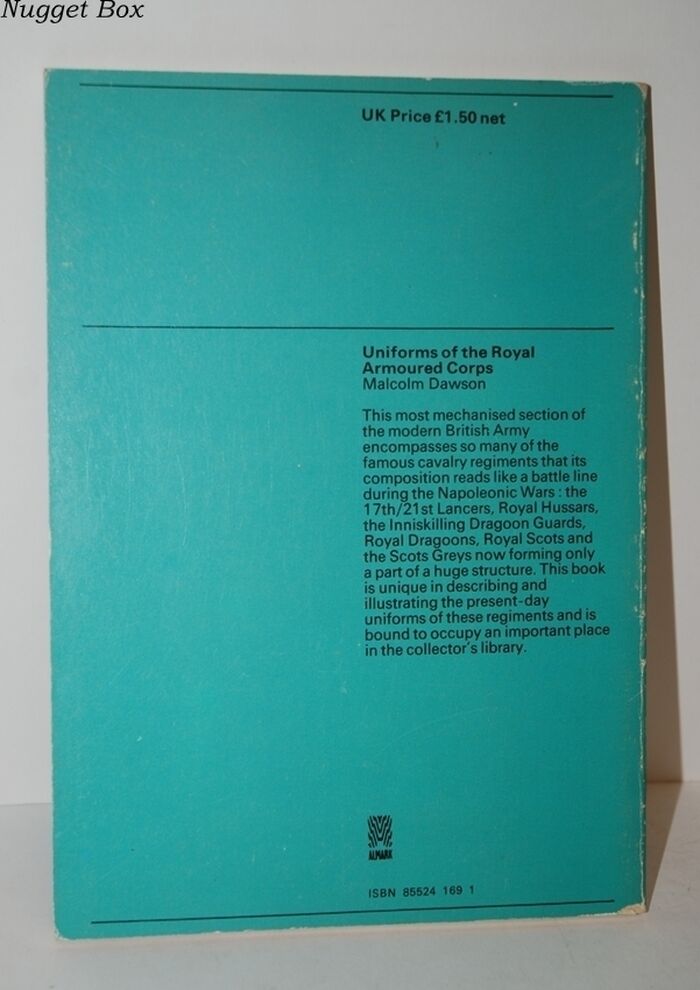 Nugget Box
UK Price £1.50 net
Uniforms of the Royal
Armoured Corps
Malcolm Dawson
This most mechanised section of
the modern British Army
encompasses so many of the
famous cavalry regiments that its
composition reads like a battle line
during the Napoleonic Wars : the
17th/21st Lancers, Royal Hussars,
the Inniskilling Dragoon Guards,
Royal Dragoons, Royal Scots and
the Scots Greys now forming only
a part of a huge structure. This book
is unique in describing and
illustrating the present-day
uniforms of these regiments and is
bound to occupy an important place
in the collector's library.
ALMARK
ISBN 85524 169 1